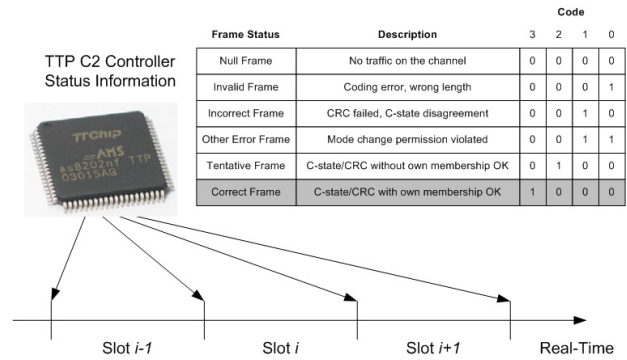 Code
Frame Status Description 3 2 1 0
Null Frame No traffic on the channel 0 0 0 0
Invalid Frame Coding error, wrong length 0 0 0 1
Incorrect Frame CRC failed, C-state disagreement 0 0 1 0
Other Error Frame Mode change permission violated 0 0 1 1
Tentative Frame C-state/CRC without own membership OK 0 1 0 0
Correct Frame C-state/CRC with own membership OK 1 0 0 0
TTP C2 Controller
Status Information
TTChip
AMS
as8202nf TTP
0301SAG
Slot i-1 Slot i Slot i+1 Real-Time